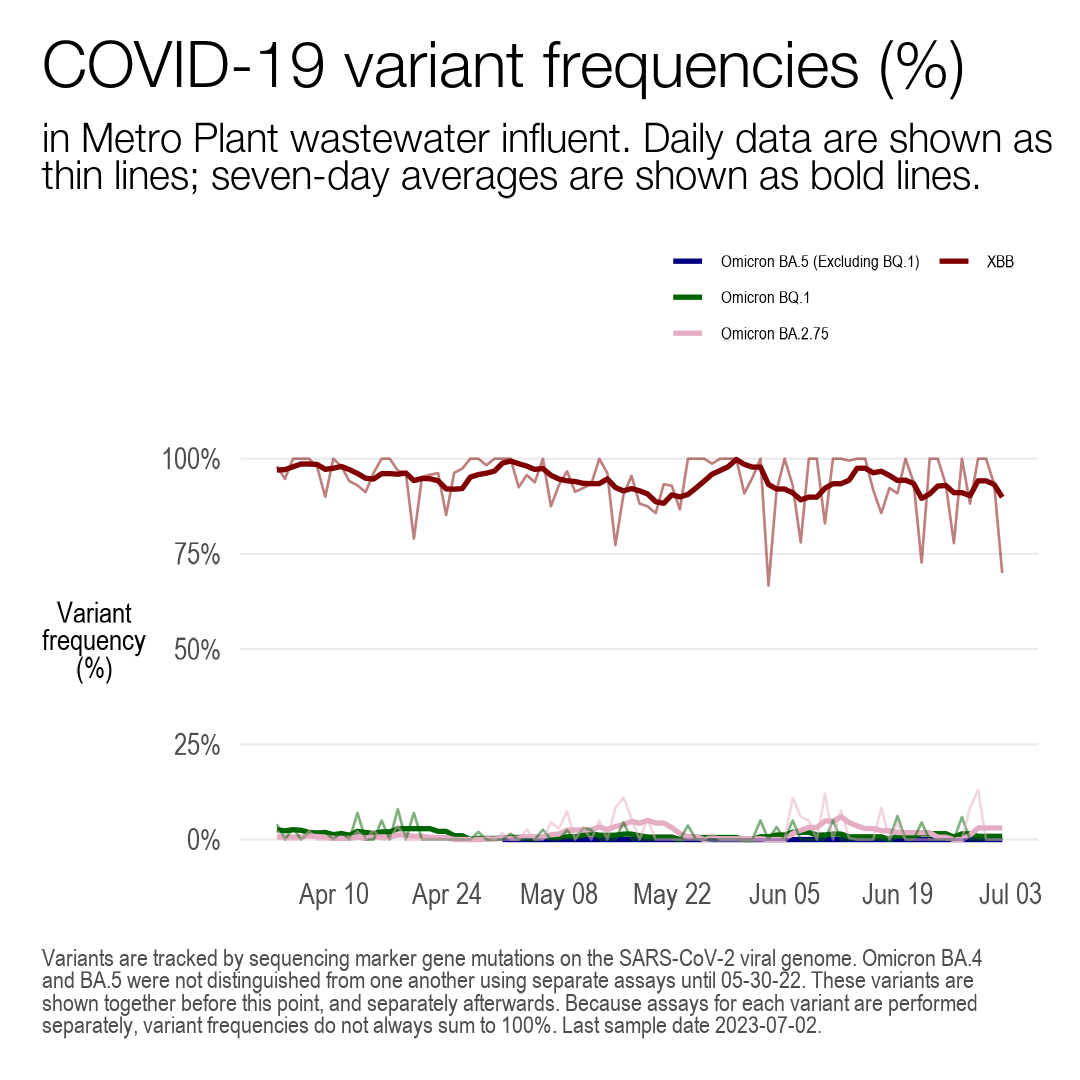 COVID-19 variant frequencies (%)
in Metro Plant wastewater influent. Daily data are shown as
thin lines; seven-day averages are shown as bold lines.
Omicron BA.5 (Excluding BQ.1)
XBB
Omicron BQ.1
Omicron BA.2.75
100%
75%
Variant
frequency
(%)
50%
25%
0%
Apr 10
Apr 24
May 08
May 22
Jun 05
Jun 19
Jul 03
Variants are tracked by sequencing marker gene mutations on the SARS-CoV-2 viral genome. Omicron BA.4
and BA.5 were not distinguished from one another using separate assays until 05-30-22. These variants are
shown together before this point, and separately afterwards. Because assays for each variant are performed
separately, variant frequencies do not always sum to 100%. Last sample date 2023-07-02.